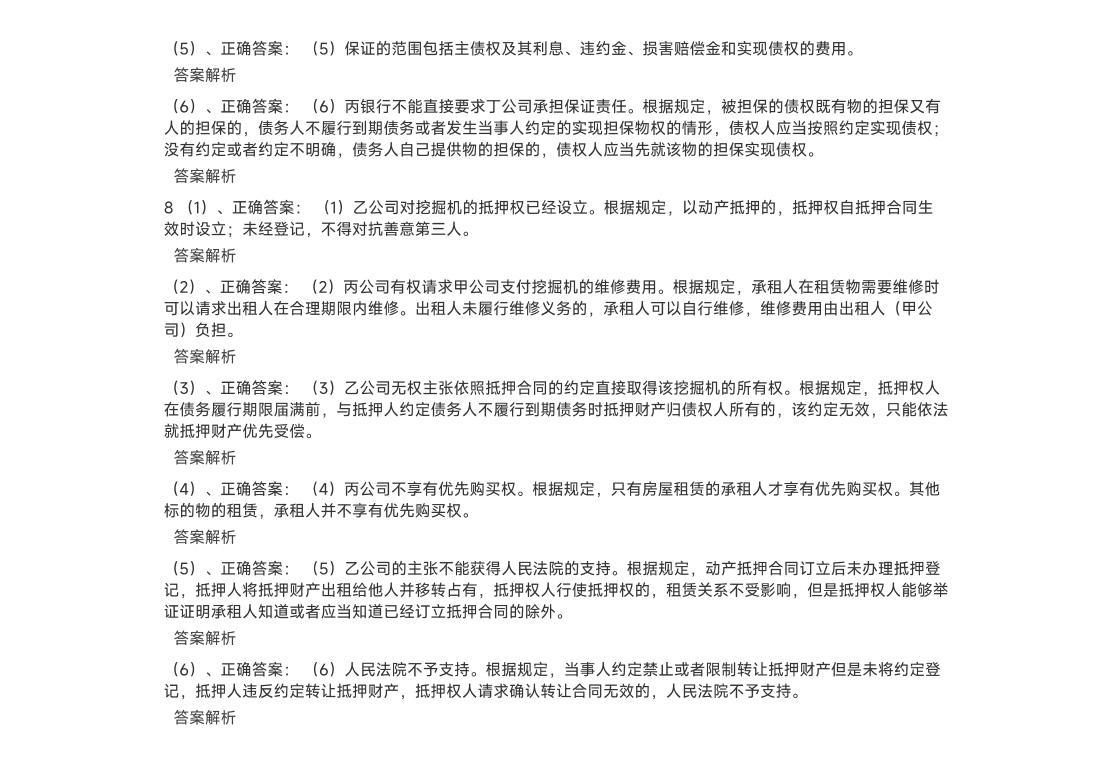 （5）、正确答案： （5）保证的范围包括主债权及其利息、违约金、损害赔偿金和实现债权的费用。
答案解析
（6）、正确答案： （6）丙银行不能直接要求丁公司承担保证责任。根据规定，被担保的债权既有物的担保又有
人的担保的，债务人不履行到期债务或者发生当事人约定的实现担保物权的情形，债权人应当按照约定实现债权；
没有约定或者约定不明确，债务人自己提供物的担保的，债权人应当先就该物的担保实现债权。
答案解析
8 （1）、正确答案： （1）乙公司对挖掘机的抵押权已经设立。根据规定，以动产抵押的，抵押权自抵押合同生
效时设立；未经登记，不得对抗善意第三人。
答案解析
（2）、正确答案： （2）丙公司有权请求甲公司支付挖掘机的维修费用。根据规定，承租人在租赁物需要维修时
可以请求出租人在合理期限内维修。出租人未履行维修义务的，承租人可以自行维修，维修费用由出租人（甲公
司）负担。
答案解析
（3）、正确答案： （3）乙公司无权主张依照抵押合同的约定直接取得该挖掘机的所有权。根据规定，抵押权人
在债务履行期限届满前，与抵押人约定债务人不履行到期债务时抵押财产归债权人所有的，该约定无效，只能依法
就抵押财产优先受偿。
答案解析
（4）、正确答案： （4）丙公司不享有优先购买权。根据规定，只有房屋租赁的承租人才享有优先购买权。其他
标的物的租赁，承租人并不享有优先购买权。
答案解析
（5）、正确答案： （5）乙公司的主张不能获得人民法院的支持。根据规定，动产抵押合同订立后未办理抵押登
记，抵押人将抵押财产出租给他人并移转占有，抵押权人行使抵押权的，租赁关系不受影响，但是抵押权人能够举
证证明承租人知道或者应当知道已经订立抵押合同的除外。
答案解析
（6）、正确答案： （6）人民法院不予支持。根据规定，当事人约定禁止或者限制转让抵押财产但是未将约定登
记，抵押人违反约定转让抵押财产，抵押权人请求确认转让合同无效的，人民法院不予支持。
答案解析